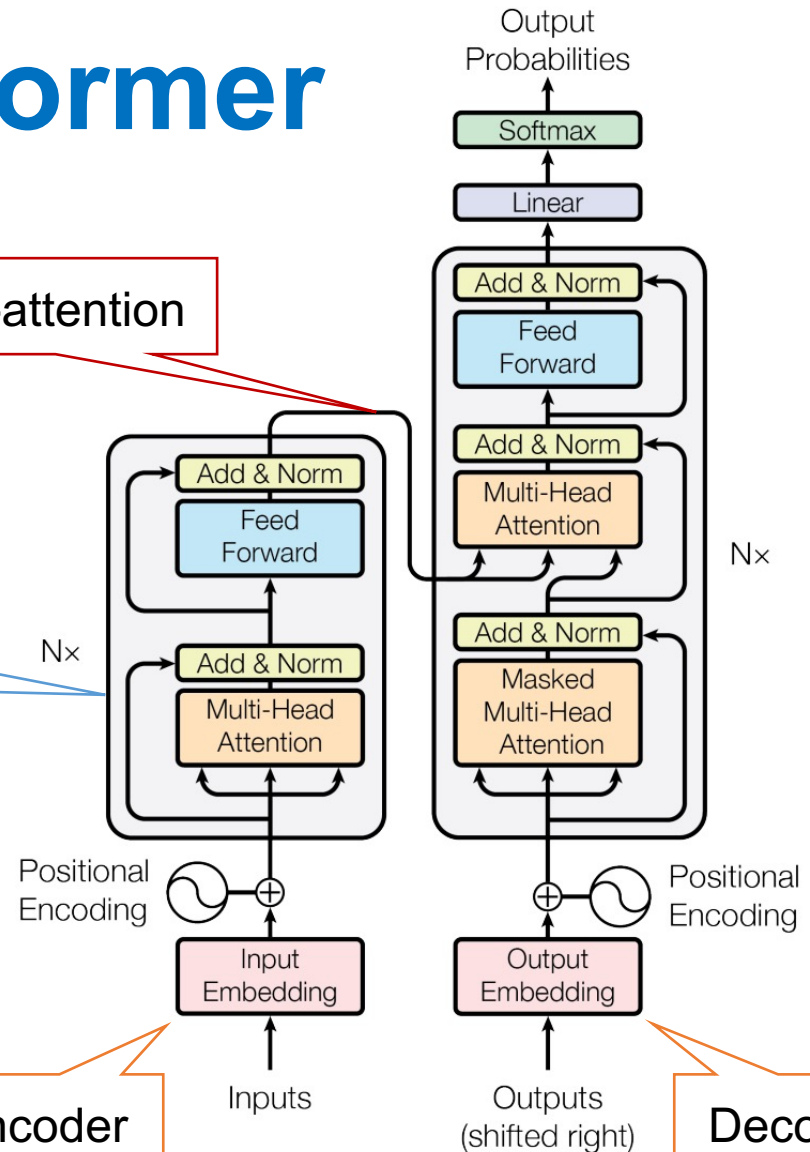 ormer
Output
Probabilities
Softmax
Linear
Add & Norm
Feed
Forward
Add & Norm
Multi-Head
Attention
Nx
Add & Norm
Masked
Multi-Head
Attention
Positional
Encoding
Output
Embedding
Outputs
(shifted right)
Deco
attention
Add & Norm
Feed
Forward
Nx
Add & Norm
Multi-Head
Attention
Positional
Encoding
Input
Embedding
Inputs
ncoder